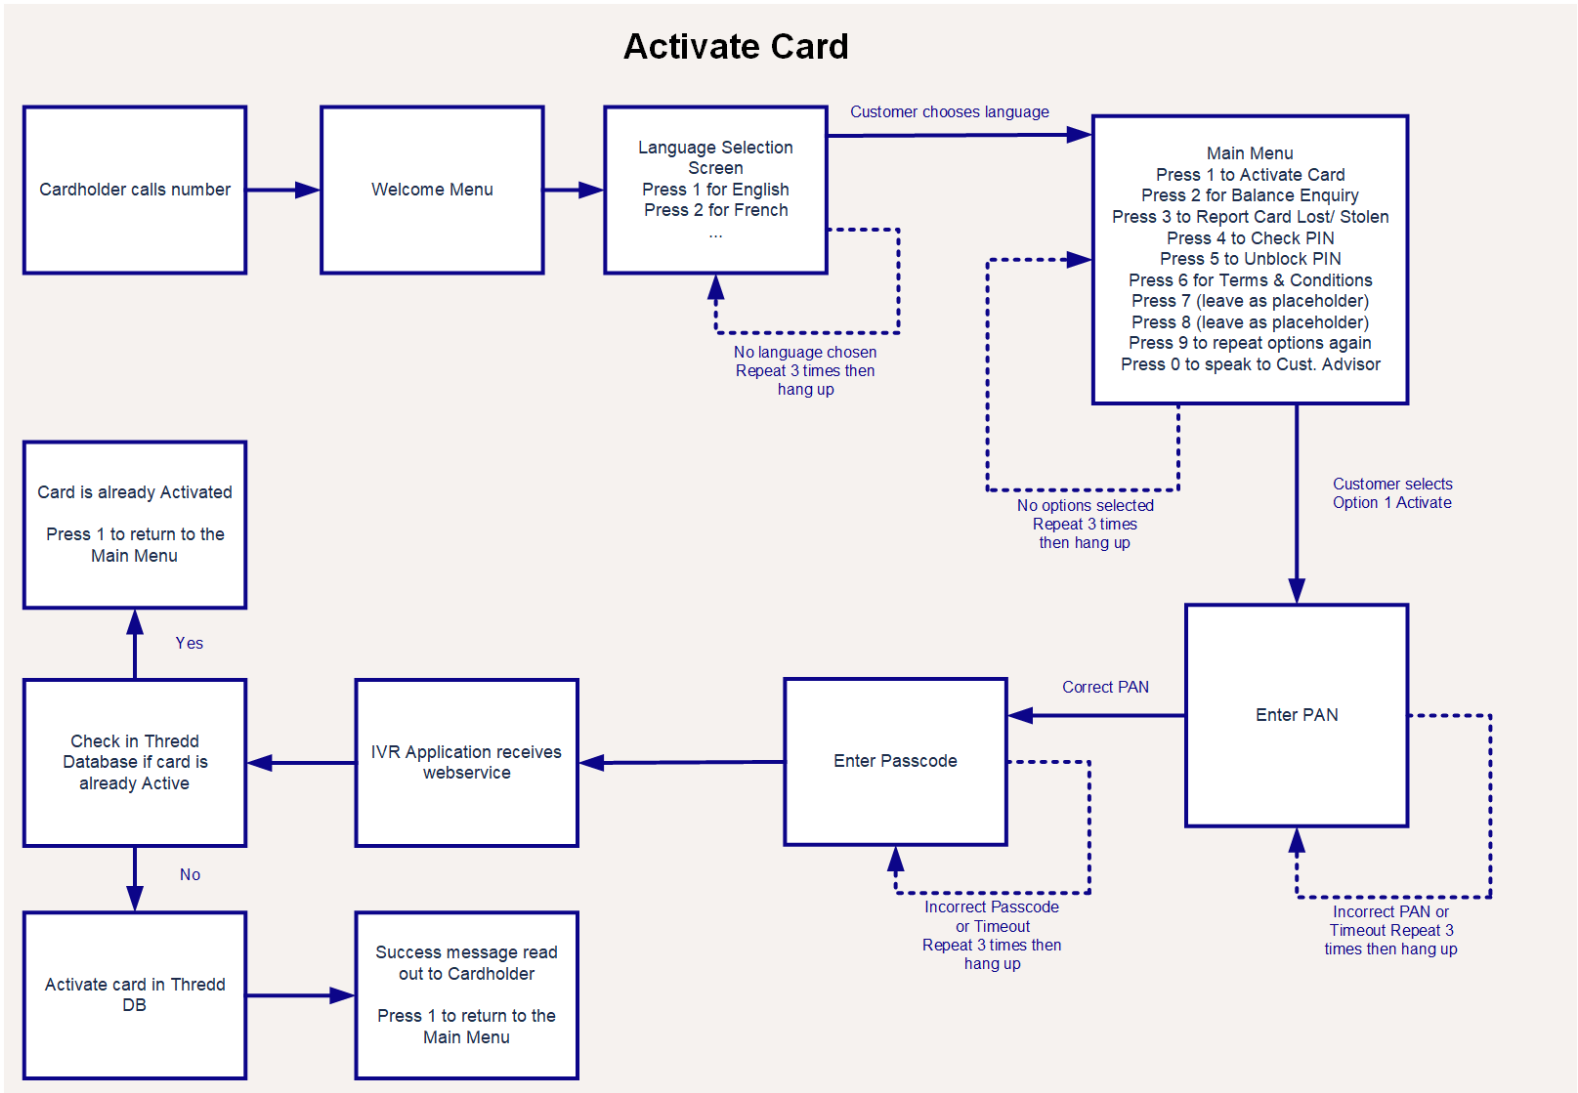 Activate Card
Cardholder calls number
Welcome Menu
Language Selection
Screen
Press 1 for English
Press 2 for French
...
Customer chooses language
No language chosen
Repeat 3 times then
hang up
Main Menu
Press 1 to Activate Card
Press 2 for Balance Enquiry
Press 3 to Report Card Lost/ Stolen
Press 4 to Check PIN
Press 5 to Unblock PIN
Press 6 for Terms & Conditions
Press 7 (leave as placeholder)
Press 8 (leave as placeholder)
Press 9 to repeat options again
Press 0 to speak to Cust. Advisor
No options selected
Repeat 3 times
then hang up
Customer selects
Option 1 Activate
Enter PAN
Incorrect PAN or
Timeout Repeat 3
times then hang up
Correct PAN
Enter Passcode
Incorrect Passcode
or Timeout
Repeat 3 times then
hang up
IVR Application receives
webservice
Check in Thredd
Database if card is
already Active
Yes
Card is already Activated
Press 1 to return to the
Main Menu
No
Activate card in Thredd
DB
Success message read
out to Cardholder
Press 1 to return to the
Main Menu